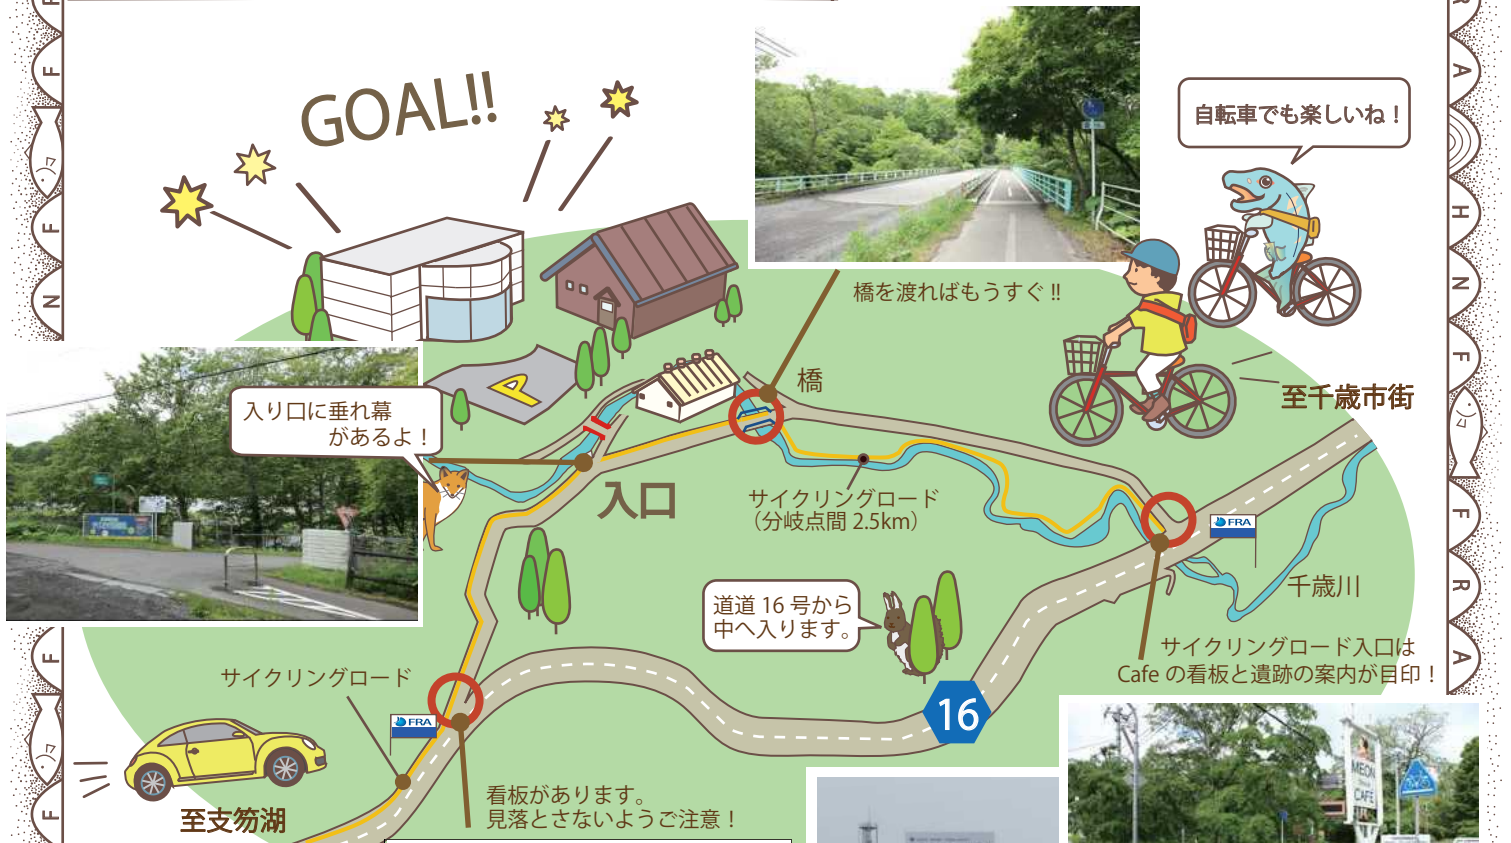 GOAL!!
自転車でも楽しいね！
橋を渡ればもうすぐ!!
橋
至千歳市街
入り口に垂れ幕
があるよ！
P
入口
サイクリングロード
（分岐点間 2.5km）
FRA
千歳川
道道 16 号から
中へ入ります。
サイクリングロード入口は
Cafe の看板と遺跡の案内が目印！
サイクリングロード
16
FRA
MEON
CAFÉ
看板があります。
見落とさないようご注意！
至支笏湖
F
F
N
F
F
F
A
H
N
F
F
R
A